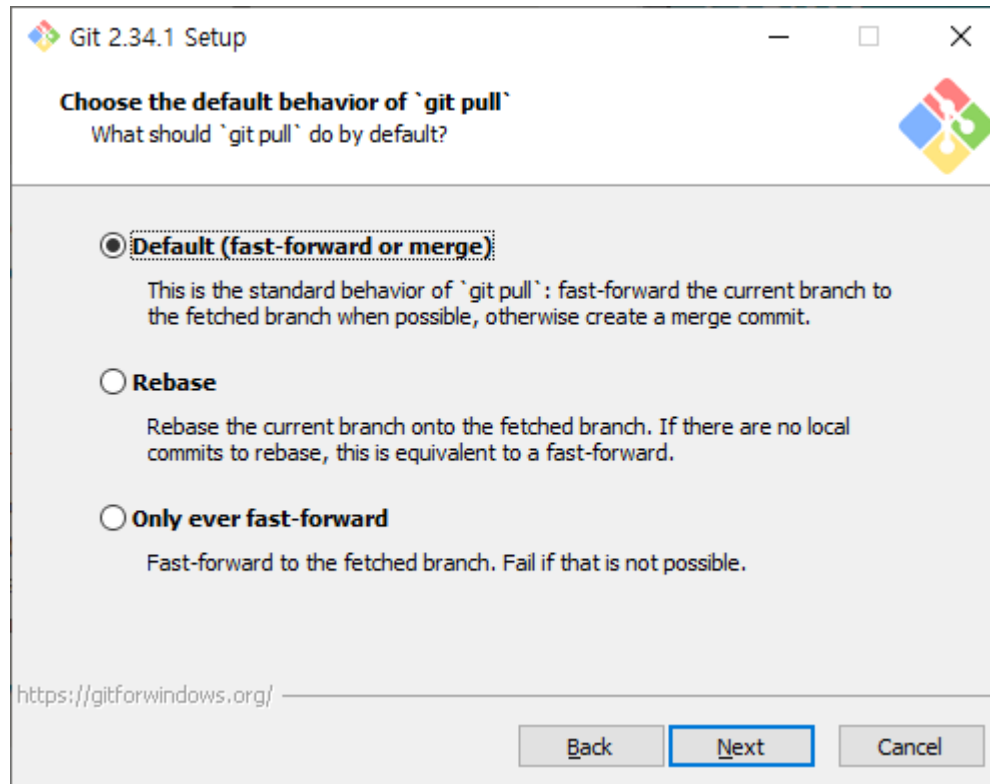 Git 2.34.1 Setup
Choose the default behavior of `git pull`
What should `git pull` do by default?
Default (fast-forward or merge)
This is the standard behavior of `git pull`: fast-forward the current branch to
the fetched branch when possible, otherwise create a merge commit.
Rebase
Rebase the current branch onto the fetched branch. If there are no local
commits to rebase, this is equivalent to a fast-forward.
Only ever fast-forward
Fast-forward to the fetched branch. Fail if that is not possible.
https://gitforwindows.org/
Back Next Cancel